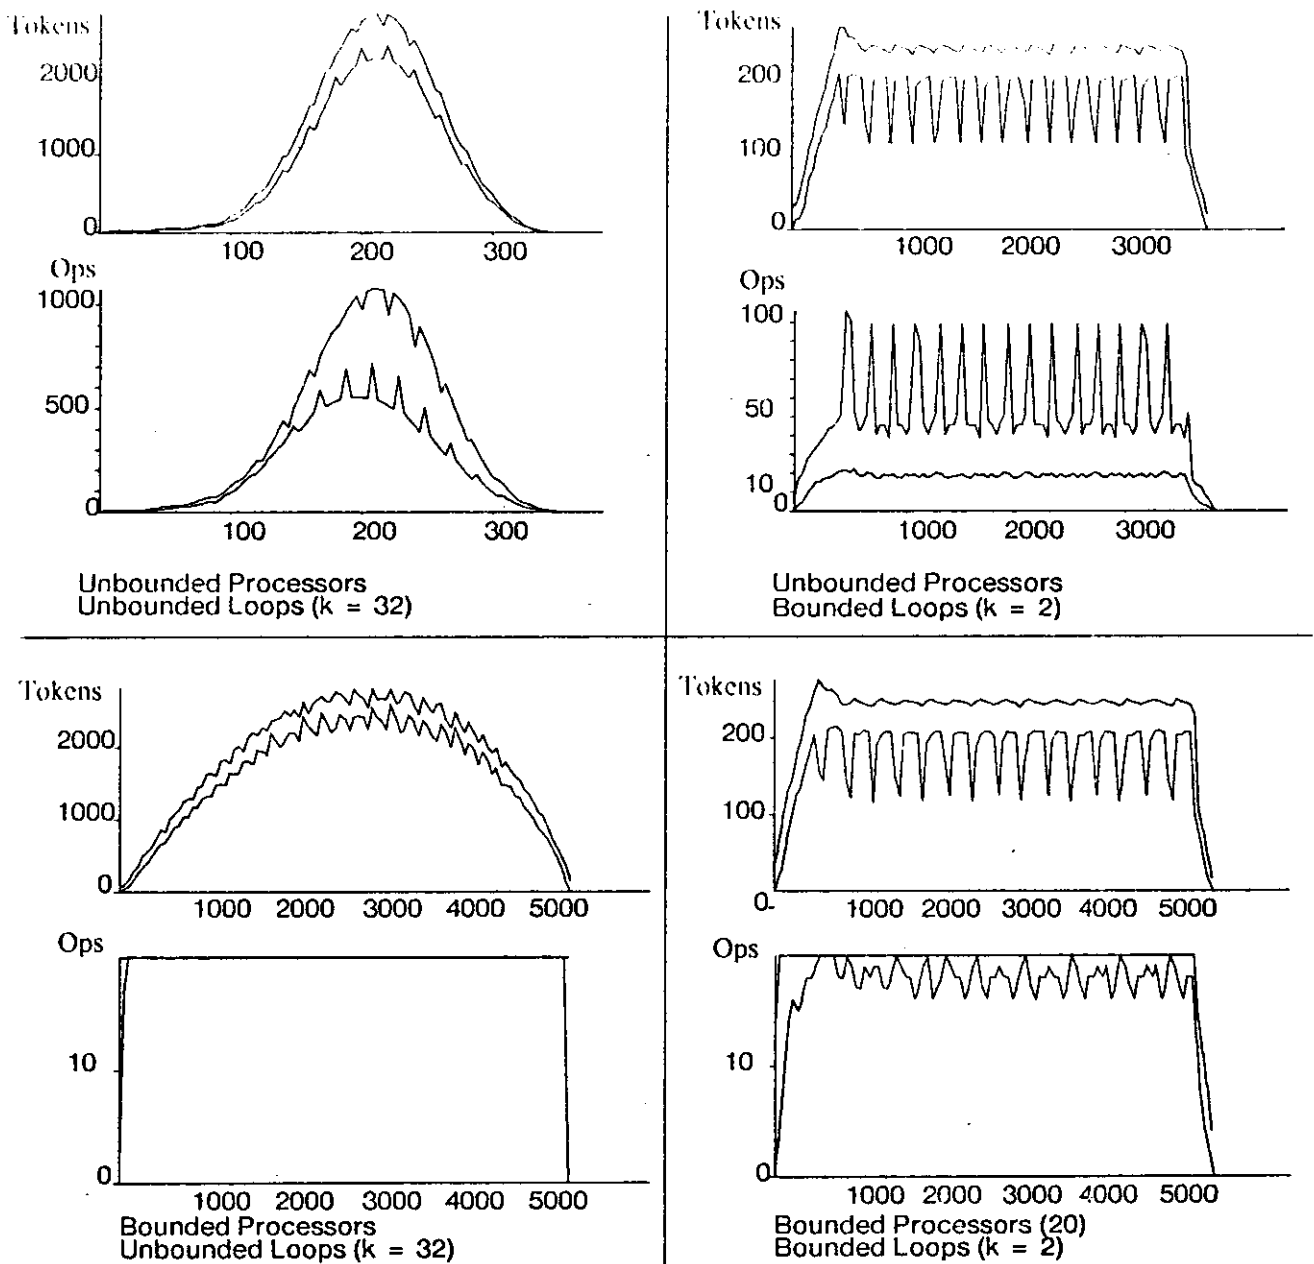 Tokens
2000
1000
0
100 200 300
Ops
1000
500
0
100 200 300
Unbounded Processors
Unbounded Loops (k = 32)
Tokens
200
100
0
1000 2000 3000
Ops
100
50
10
0
1000 2000 3000
Unbounded Processors
Bounded Loops (k = 2)
Tokens
2000
1000
0
1000 2000 3000 4000 5000
Ops
10
0
1000 2000 3000 4000 5000
Bounded Processors
Unbounded Loops (k = 32)
Tokens
200
100
0
1000 2000 3000 4000 5000
Ops
10
0
1000 2000 3000 4000 5000
Bounded Processors (20)
Bounded Loops (k = 2)